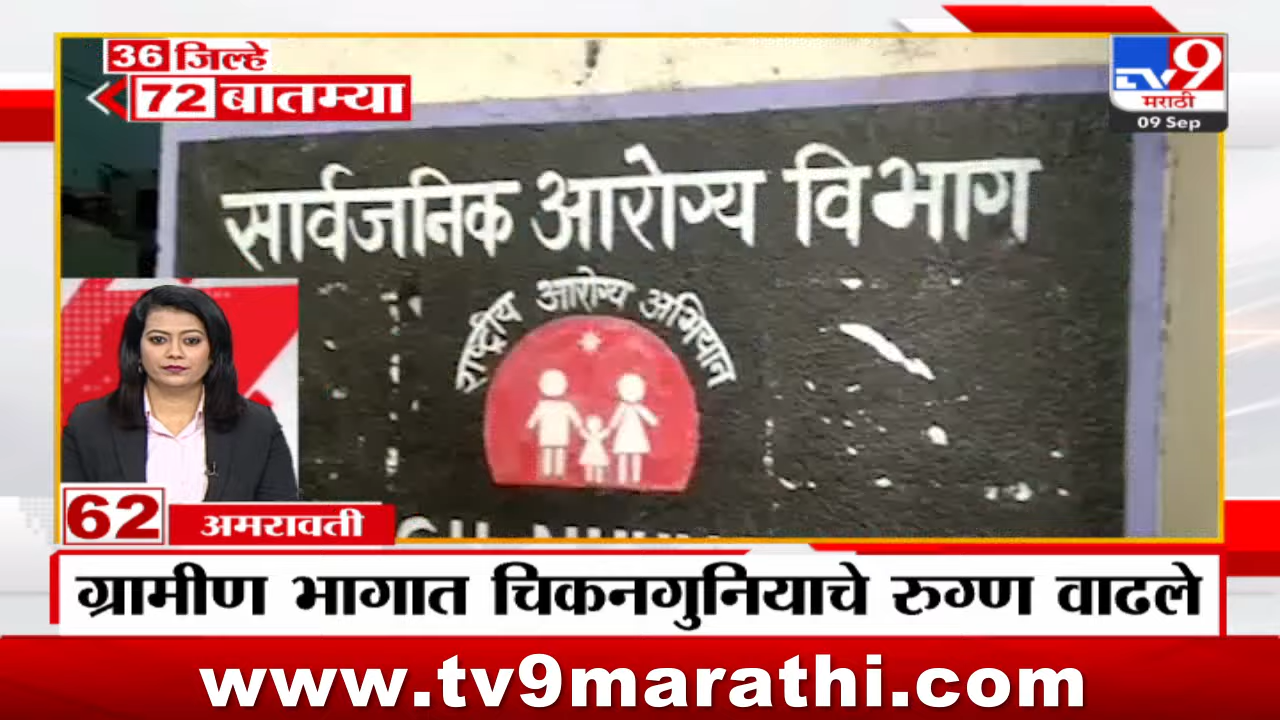 36 जिल्हे
72 बातम्या
TV9
मराठी
09 Sep
सार्वजनिक आरोग्य विभाग
राष्ट्रीय आरोग्य अभियान
62 अमरावती
ग्रामीण भागात चिकनगुनियाचे रुग्ण वाढले
www.tv9marathi.com